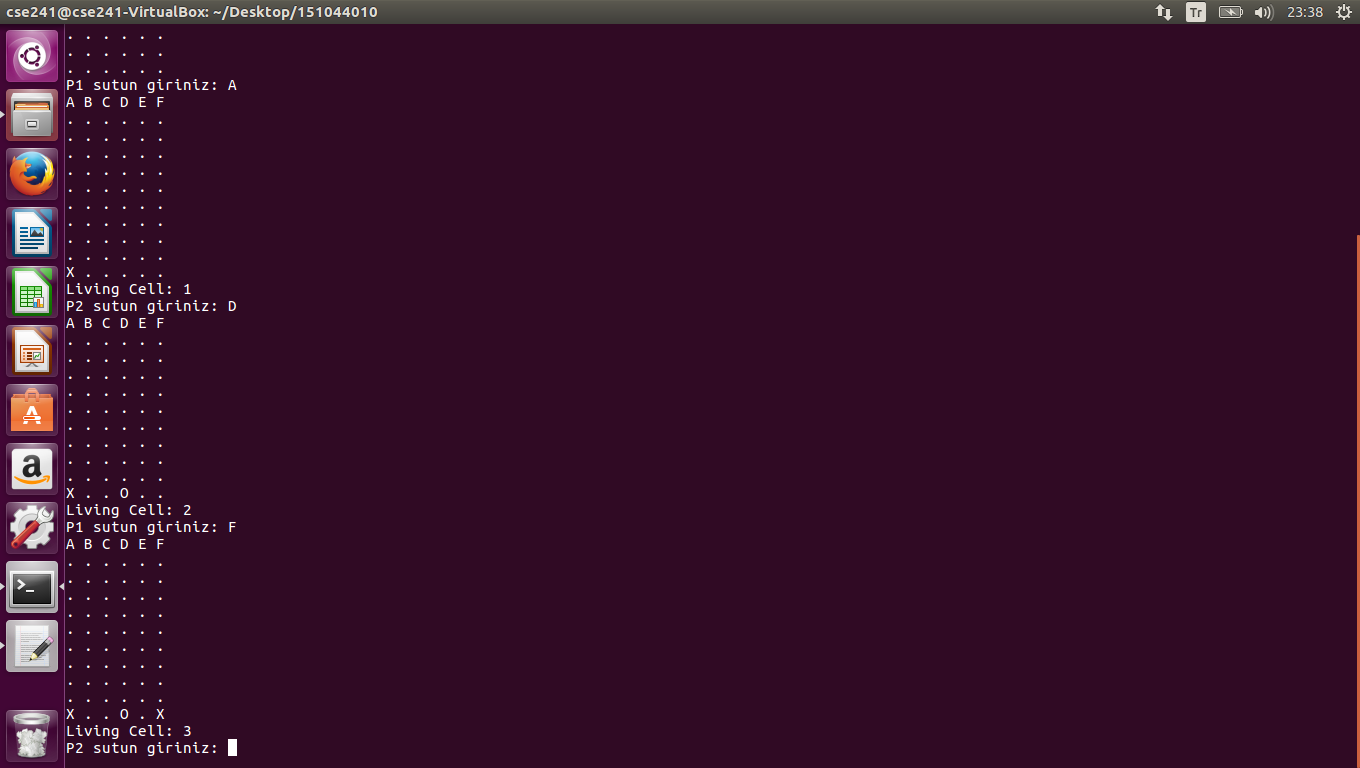 cse241@cse241-VirtualBox: ~/Desktop/151044010
Tr
23:38
. . . . . .
. . . . . .
. . . . . .
P1 sutun giriniz: A
A B C D E F
. . . . . .
. . . . . .
. . . . . .
. . . . . .
. . . . . .
. . . . . .
. . . . . .
. . . . . .
. . . . . .
X . . . . .
Living Cell: 1
P2 sutun giriniz: D
A B C D E F
. . . . . .
. . . . . .
. . . . . .
. . . . . .
. . . . . .
. . . . . .
. . . . . .
. . . . . .
. . . . . .
X . . O . .
Living Cell: 2
P1 sutun giriniz: F
A B C D E F
. . . . . .
. . . . . .
. . . . . .
. . . . . .
. . . . . .
. . . . . .
. . . . . .
. . . . . .
. . . . . .
X . . O . X
Living Cell: 3
P2 sutun giriniz: